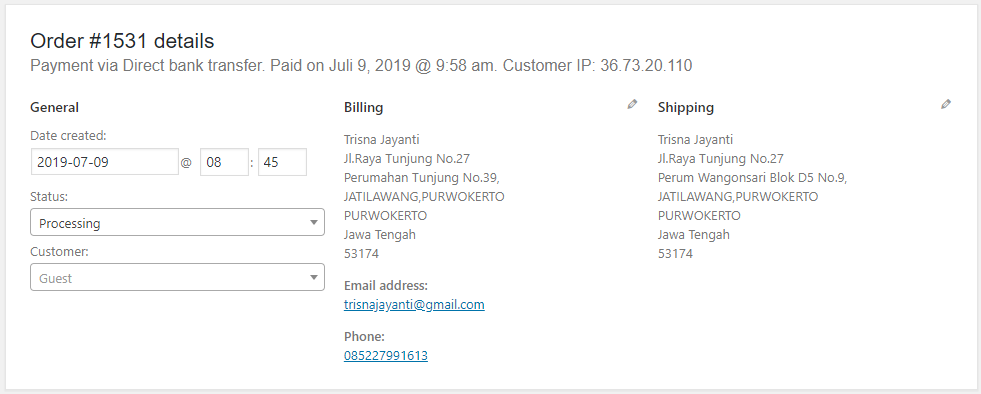 Order #1531 details
Payment via Direct bank transfer. Paid on Juli 9, 2019 @ 9:58 am. Customer IP: 36.73.20.110
General
Date created:
2019-07-09 @ 08 : 45
Status:
Processing
Customer:
Guest
Billing
Trisna Jayanti
Jl.Raya Tunjung No.27
Perumahan Tunjung No.39,
JATILAWANG,PURWOKERTO
PURWOKERTO
Jawa Tengah
53174
Email address:
trisnajayanti@gmail.com
Phone:
085227991613
Shipping
Trisna Jayanti
Jl.Raya Tunjung No.27
Perum Wangonsari Blok D5 No.9,
JATILAWANG,PURWOKERTO
PURWOKERTO
Jawa Tengah
53174